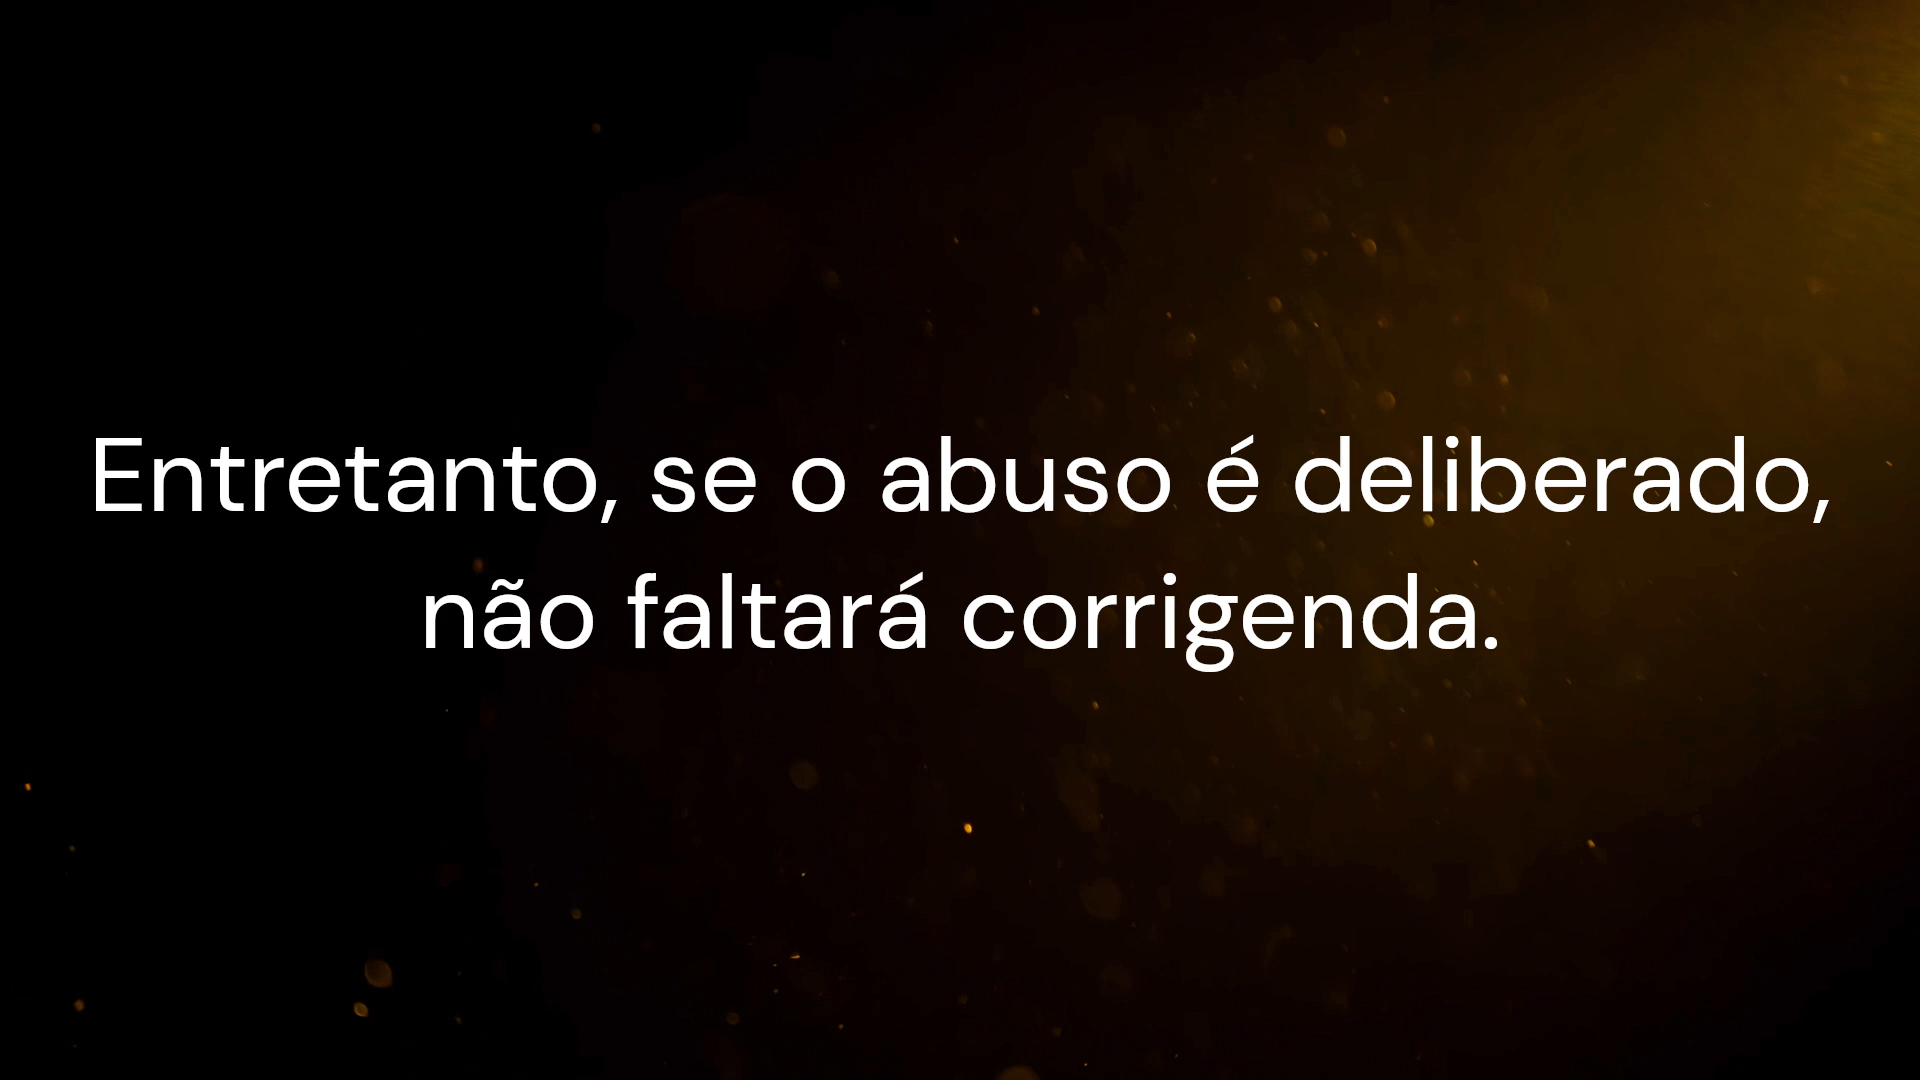 Entretanto, se o abuso é deliberado,
não faltará corrigenda.